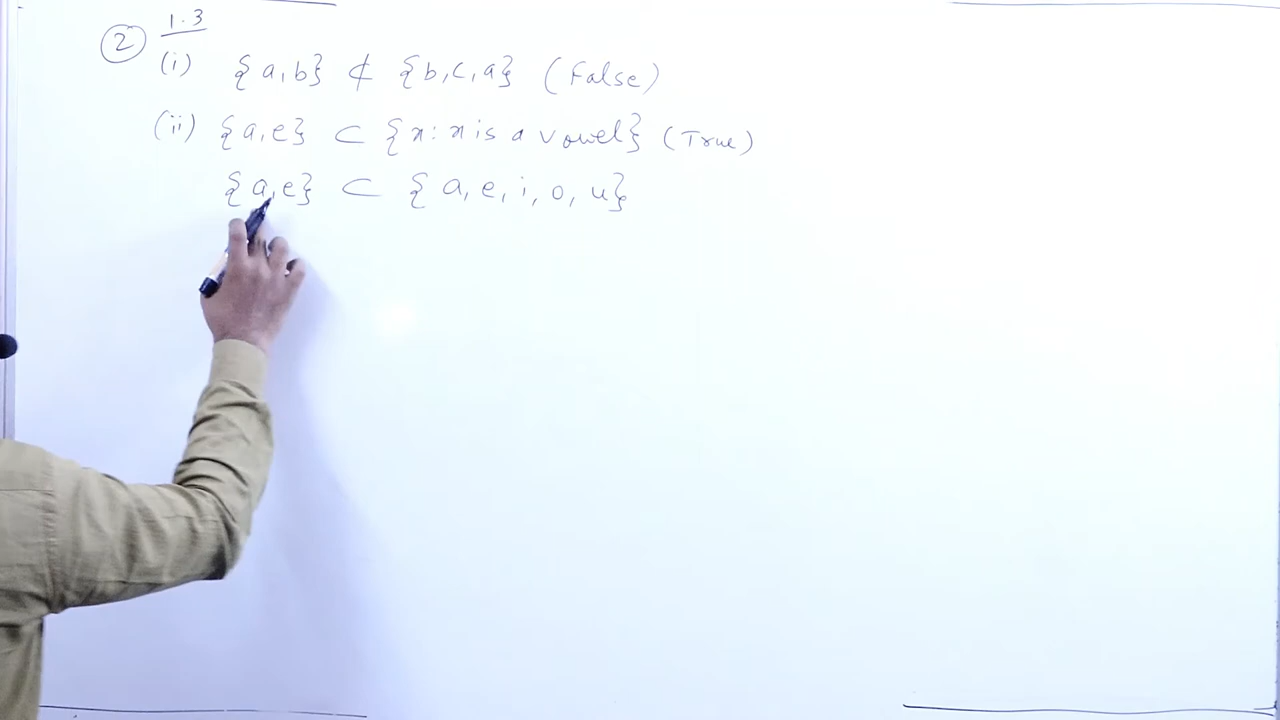 1.3
② (i) {a,b} ⊄ {b,c,a} (False)
(ii) {a,e} ⊂ {x: x is a vowel} (True)
{a,e} ⊂ {a,e,i,o,u}